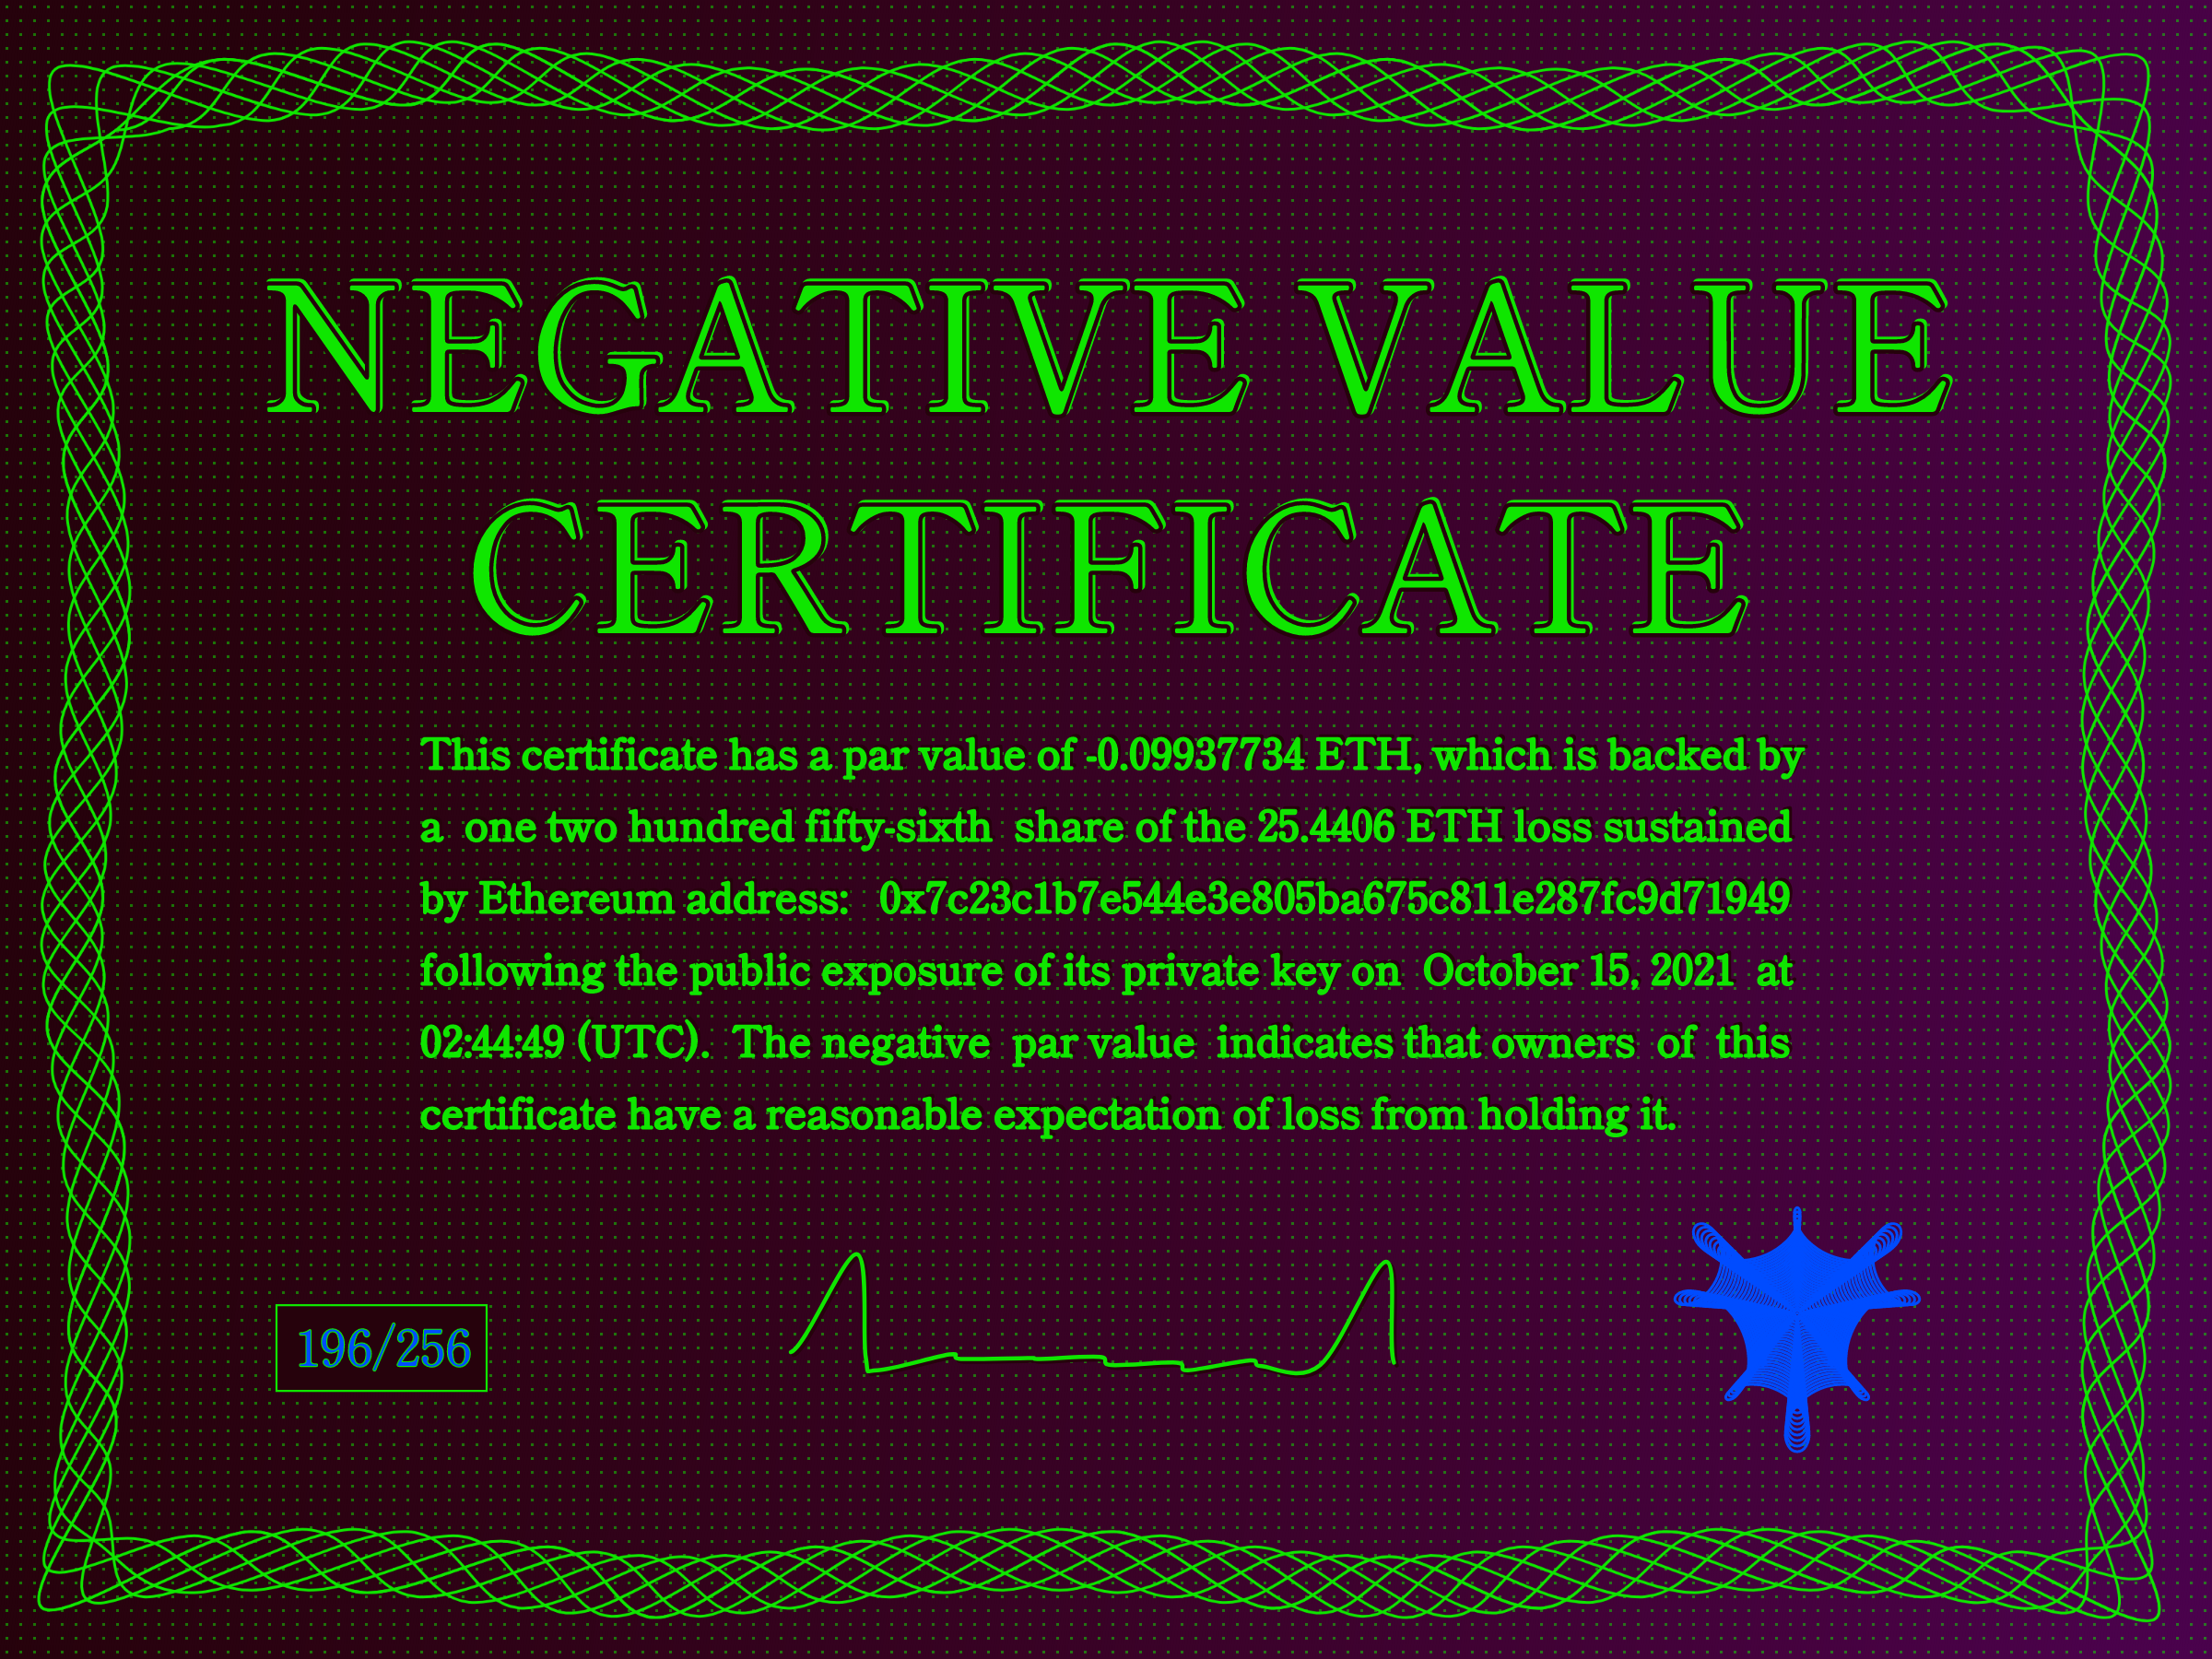 NEGATIVE VALUE
CERTIFICATE
This certificate has a par value of -0.09937734 ETH, which is backed by
a one two hundred fifty-sixth share of the 25.4406 ETH loss sustained
by Ethereum address: 0x7c23c1b7e544e3e805ba675c811e287fc9d71949
following the public exposure of its private key on October 15, 2021 at
02:44:49 (UTC). The negative par value indicates that owners of this
certificate have a reasonable expectation of loss from holding it.
196/256